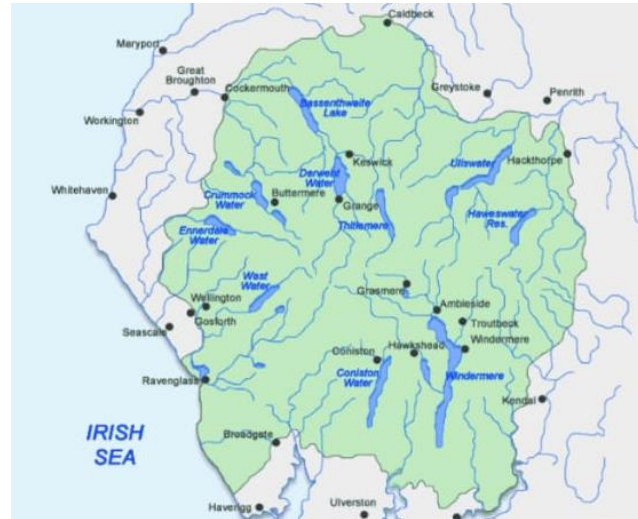 Caldbeck
Maryport
Great
Broughton
Cockermouth
Greystoke
Penrith
Bassenthwaite
Lake
Workington
Keswick
Derwent
Water
Ullswater
Hackthorpe
Whitehaven
Crummock
Water
Buttermere
Grange
Thirlemere
Haweswater
Res.
Ennerdale
Water
Wast
Water
Grasmere
Wellington
Gosforth
Seascale
Ambleside
Troutbeck
Windermere
Coniston
Hawkshead
Coniston
Water
Windermere
Ravenglass
Kendal
IRISH
SEA
Broadgate
Haverigg
Ulverston